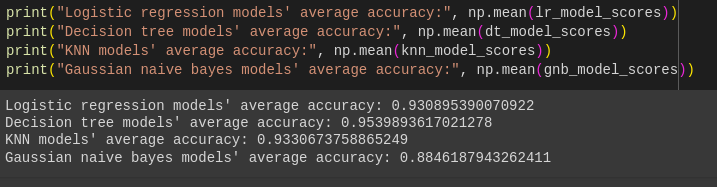 print("Logistic regression models' average accuracy:", np.mean(lr_model_scores))
print("Decision tree models' average accuracy:", np.mean(dt_model_scores))
print("KNN models' average accuracy:", np.mean(knn_model_scores))
print("Gaussian naive bayes models' average accuracy:", np.mean(gnb_model_scores))
Logistic regression models' average accuracy: 0.930895390070922
Decision tree models' average accuracy: 0.9539893617021278
KNN models' average accuracy: 0.9330673758865249
Gaussian naive bayes models' average accuracy: 0.8846187943262411